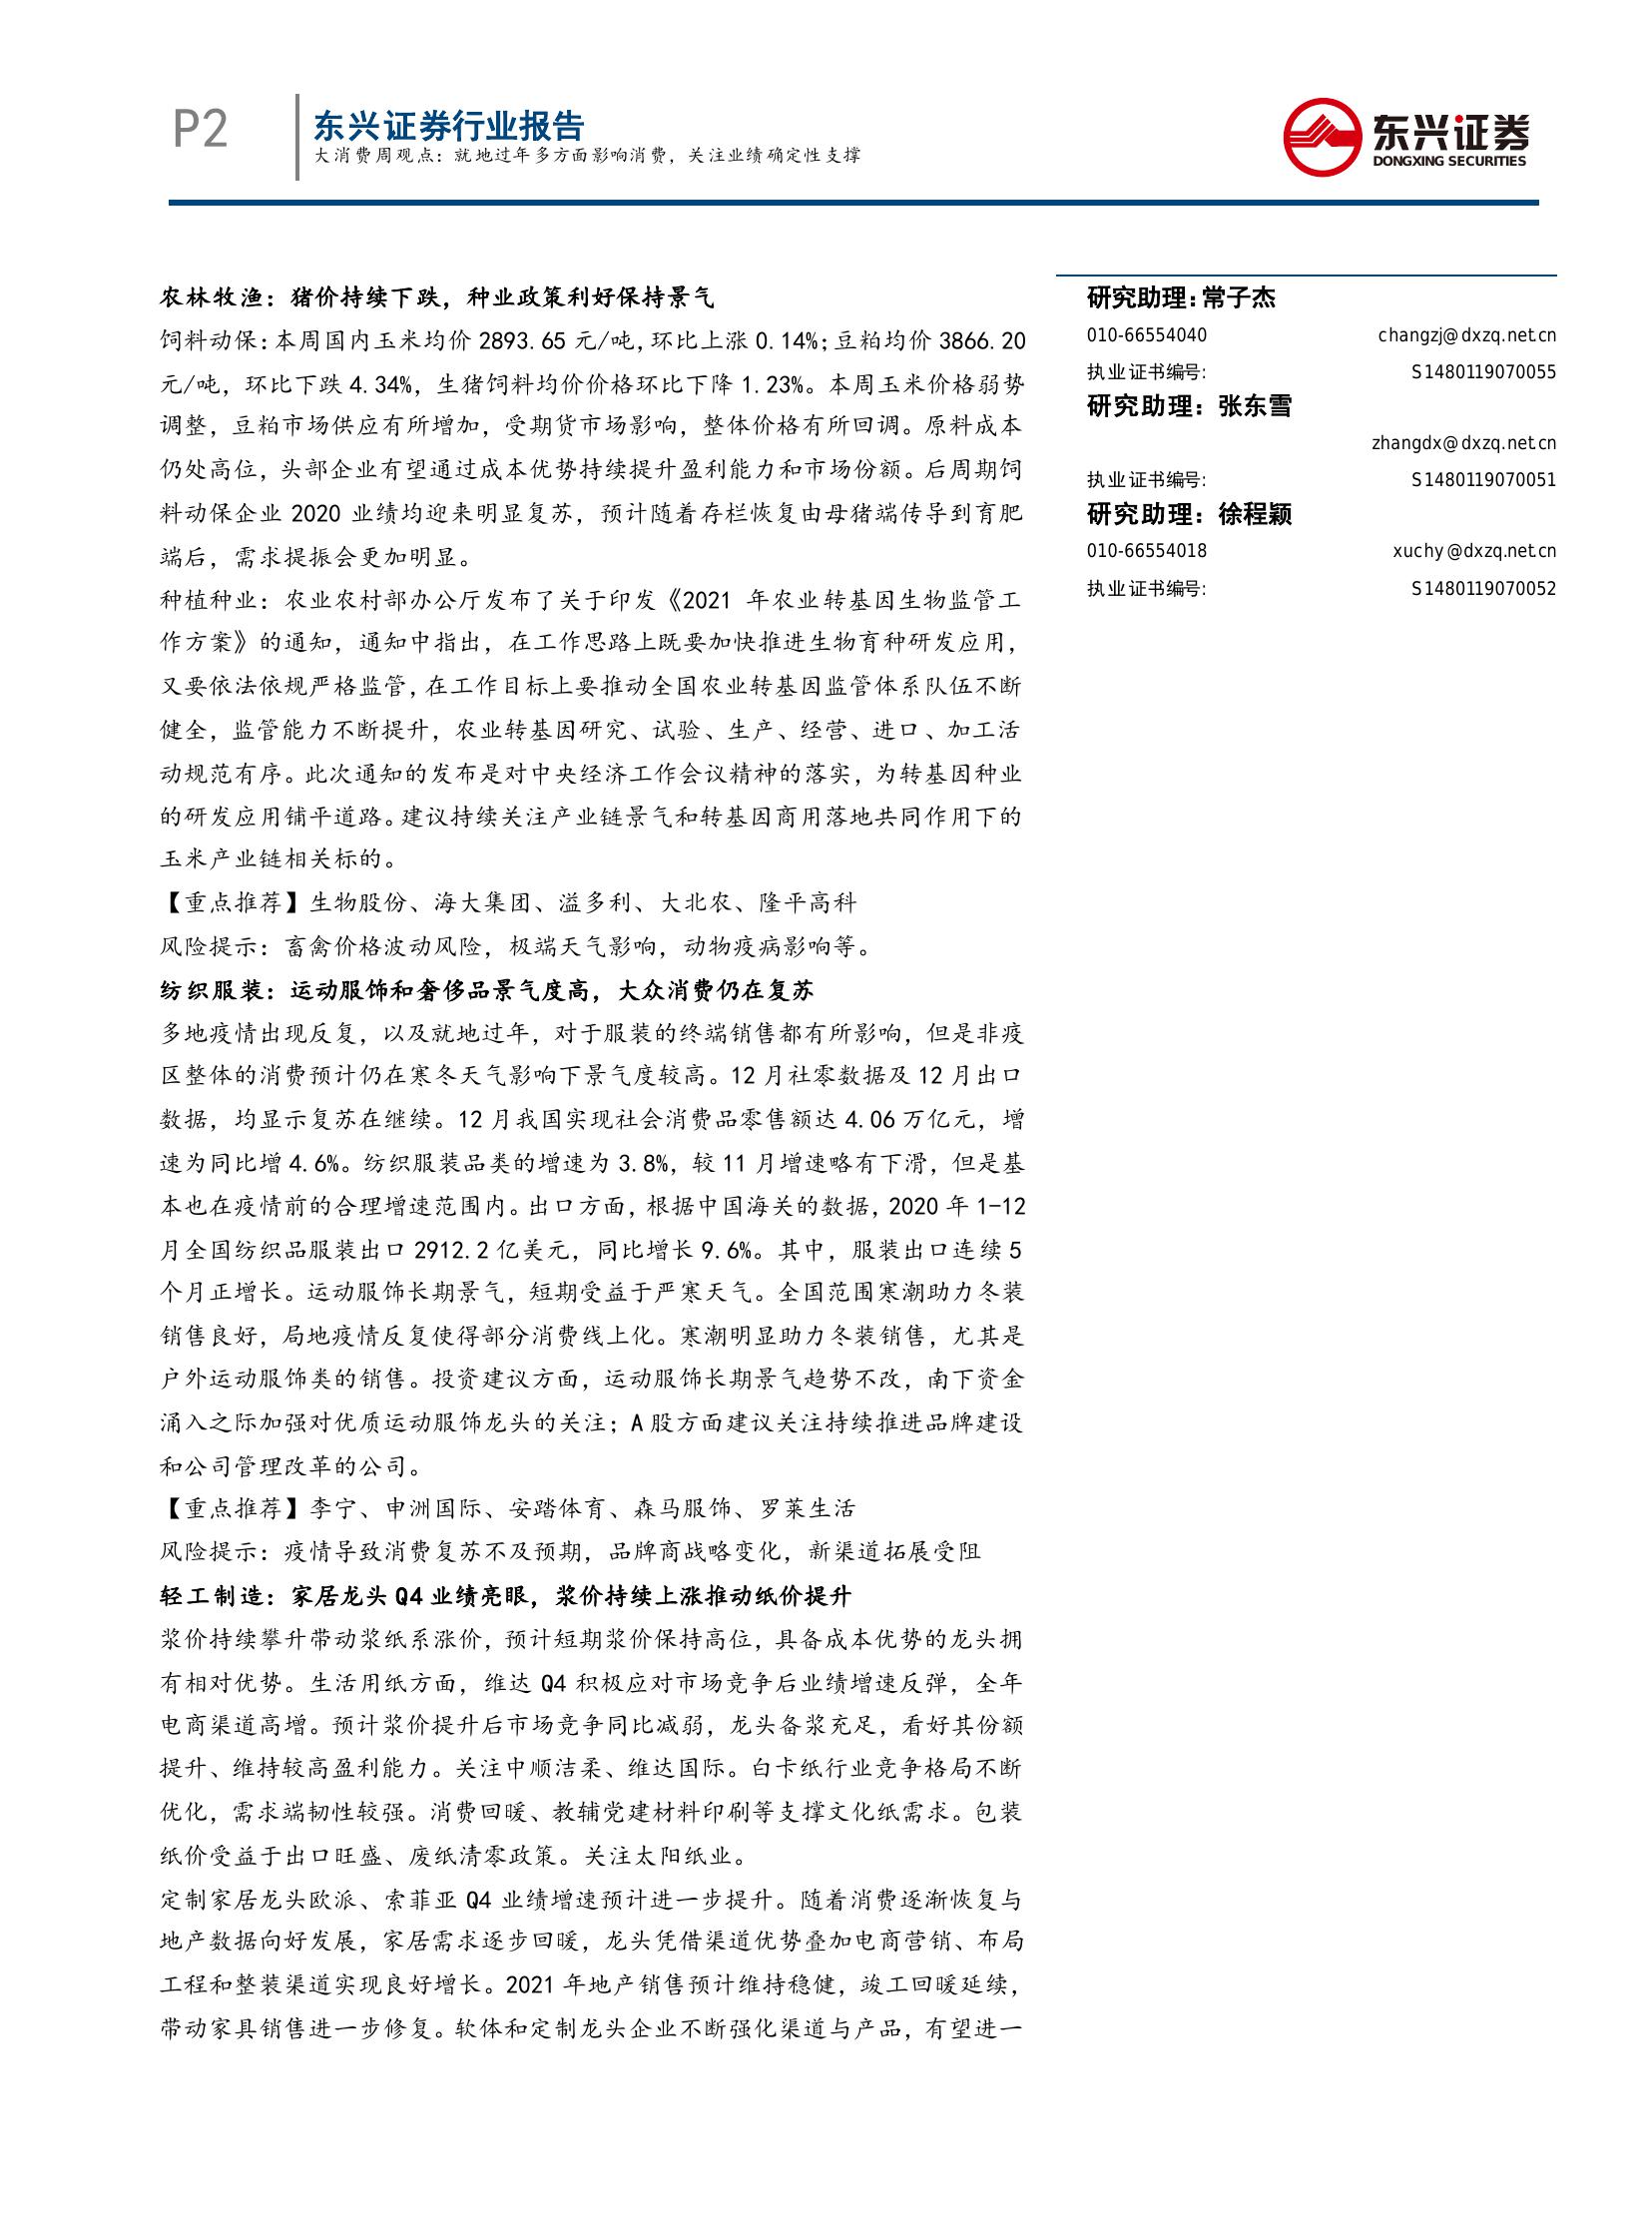 P2
东兴证券行业报告
大消费周观点：就地过年多方面影响消费，关注业绩确定性支撑
东兴证券
DONGXING SECURITIES
农林牧渔：猪价持续下跌，种业政策利好保持景气
饲料动保：本周国内玉米均价 2893.65 元/吨，环比上涨 0.14%；豆粕均价 3866.20
元/吨，环比下跌 4.34%，生猪饲料均价价格环比下降 1.23%。本周玉米价格弱势
调整，豆粕市场供应有所增加，受期货市场影响，整体价格有所回调。原料成本
仍处高位，头部企业有望通过成本优势持续提升盈利能力和市场份额。后周期饲
料动保企业 2020 业绩均迎来明显复苏，预计随着存栏恢复由母猪端传导到育肥
端后，需求提振会更加明显。
种植种业：农业农村部办公厅发布了关于印发《2021 年农业转基因生物监管工
作方案》的通知，通知中指出，在工作思路上既要加快推进生物育种研发应用，
又要依法依规严格监管，在工作目标上要推动全国农业转基因监管体系队伍不断
健全，监管能力不断提升，农业转基因研究、试验、生产、经营、进口、加工活
动规范有序。此次通知的发布是对中央经济工作会议精神的落实，为转基因种业
的研发应用铺平道路。建议持续关注产业链景气和转基因商用落地共同作用下的
玉米产业链相关标的。
【重点推荐】生物股份、海大集团、溢多利、大北农、隆平高科
风险提示：畜禽价格波动风险，极端天气影响，动物疫病影响等。
纺织服装：运动服饰和奢侈品景气度高，大众消费仍在复苏
多地疫情出现反复，以及就地过年，对于服装的终端销售都有所影响，但是非疫
区整体的消费预计仍在寒冬天气影响下景气度较高。12 月社零数据及 12 月出口
数据，均显示复苏在继续。12 月我国实现社会消费品零售额达 4.06 万亿元，增
速为同比增 4.6%。纺织服装品类的增速为 3.8%，较 11 月增速略有下滑，但是基
本也在疫情前的合理增速范围内。出口方面，根据中国海关的数据，2020 年 1-12
月全国纺织品服装出口 2912.2 亿美元，同比增长 9.6%。其中，服装出口连续 5
个月正增长。运动服饰长期景气，短期受益于严寒天气。全国范围寒潮助力冬装
销售良好，局地疫情反复使得部分消费线上化。寒潮明显助力冬装销售，尤其是
户外运动服饰类的销售。投资建议方面，运动服饰长期景气趋势不改，南下资金
涌入之际加强对优质运动服饰龙头的关注；A 股方面建议关注持续推进品牌建设
和公司管理改革的公司。
【重点推荐】李宁、申洲国际、安踏体育、森马服饰、罗莱生活
风险提示：疫情导致消费复苏不及预期，品牌商战略变化，新渠道拓展受阻
轻工制造：家居龙头 Q4 业绩亮眼，浆价持续上涨推动纸价提升
浆价持续攀升带动浆纸系涨价，预计短期浆价保持高位，具备成本优势的龙头拥
有相对优势。生活用纸方面，维达 Q4 积极应对市场竞争后业绩增速反弹，全年
电商渠道高增。预计浆价提升后市场竞争同比减弱，龙头备浆充足，看好其份额
提升、维持较高盈利能力。关注中顺洁柔、维达国际。白卡纸行业竞争格局不断
优化，需求端韧性较强。消费回暖、教辅党建材料印刷等支撑文化纸需求。包装
纸价受益于出口旺盛、废纸清零政策。关注太阳纸业。
定制家居龙头欧派、索菲亚 Q4 业绩增速预计进一步提升。随着消费逐渐恢复与
地产数据向好发展，家居需求逐步回暖，龙头凭借渠道优势叠加电商营销、布局
工程和整装渠道实现良好增长。2021 年地产销售预计维持稳健，竣工回暖延续，
带动家具销售进一步修复。软体和定制龙头企业不断强化渠道与产品，有望进一
研究助理：常子杰
010-66554040 changzj@dxzq.net.cn
执业证书编号： S1480119070055
研究助理：张东雪
zhangdx@dxzq.net.cn
执业证书编号： S1480119070051
研究助理：徐程颖
010-66554018 xuchy@dxzq.net.cn
执业证书编号： S1480119070052